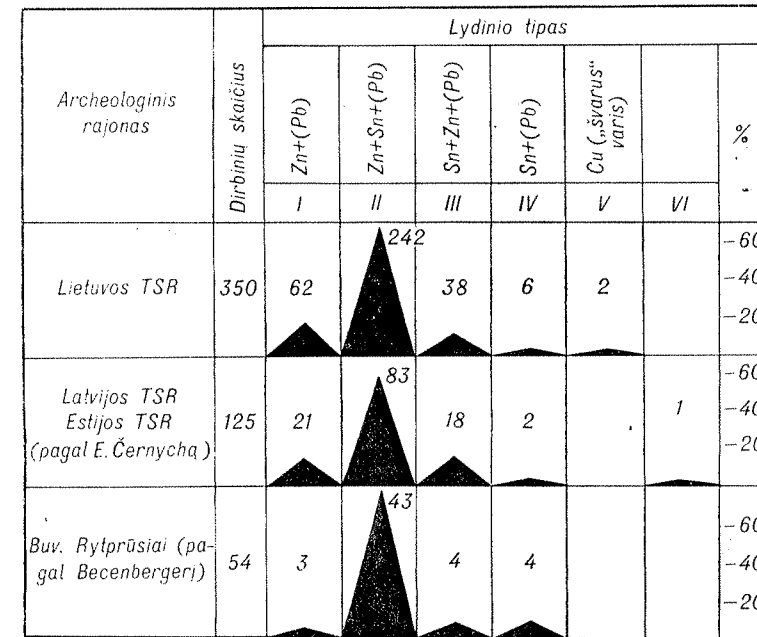 Lydinio tipas
Archeologinis
rajonas
Dirbinių skaičius
Zn+(Pb)
Zn+Sn+(Pb)
Sn+Zn+(Pb)
Sn+(Pb)
Cu („švarus“
varis)
%
I II III IV V VI
Lietuvos TSR 350 62 242 38 6 2
-60
-40
-20
Latvijos TSR
Estijos TSR
(pagal E. Černychą)
125 21 83 18 2 1
-60
-40
-20
Buv. Rytprūsiai (pa-
gal Becenbergerį)
54 3 43 4 4
-60
-40
-20